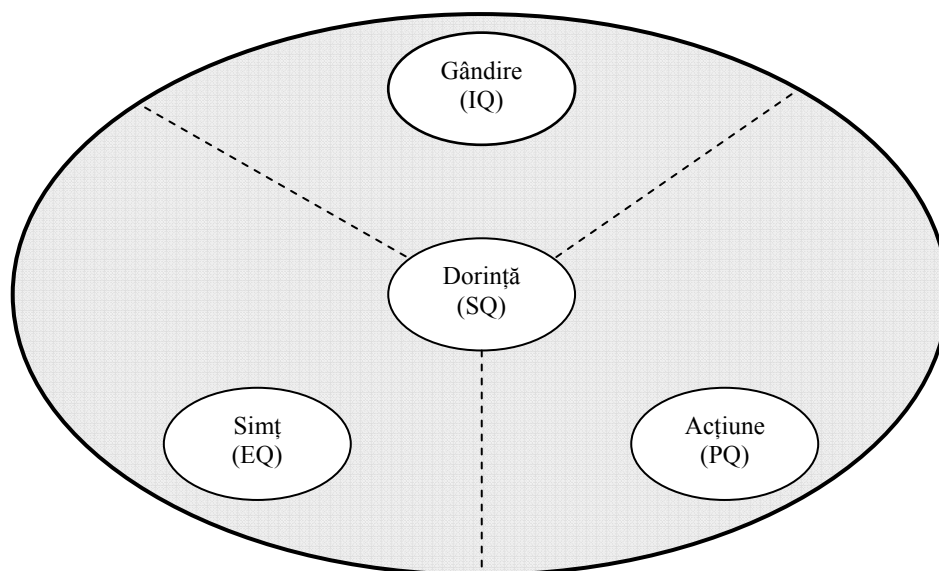 Gândire
(IQ)
Dorință
(SQ)
Simț
(EQ)
Acțiune
(PQ)